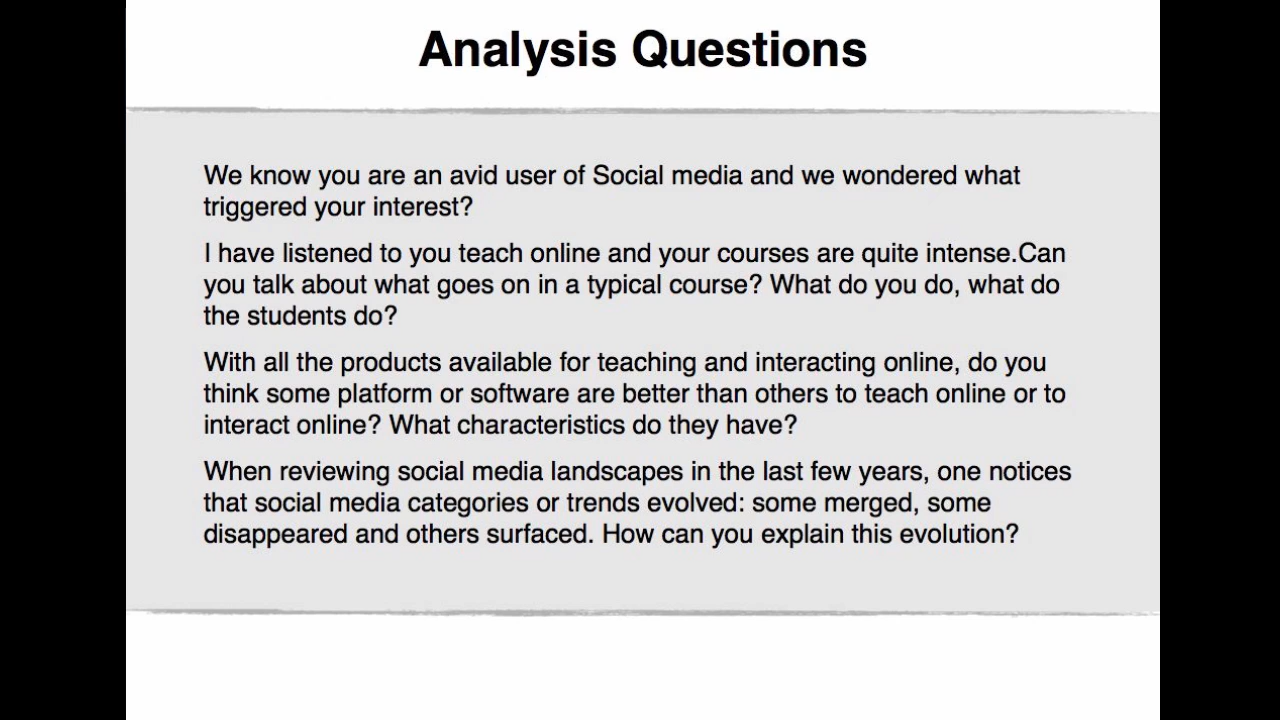 Analysis Questions
We know you are an avid user of Social media and we wondered what
triggered your interest?
I have listened to you teach online and your courses are quite intense.Can
you talk about what goes on in a typical course? What do you do, what do
the students do?
With all the products available for teaching and interacting online, do you
think some platform or software are better than others to teach online or to
interact online? What characteristics do they have?
When reviewing social media landscapes in the last few years, one notices
that social media categories or trends evolved: some merged, some
disappeared and others surfaced. How can you explain this evolution?